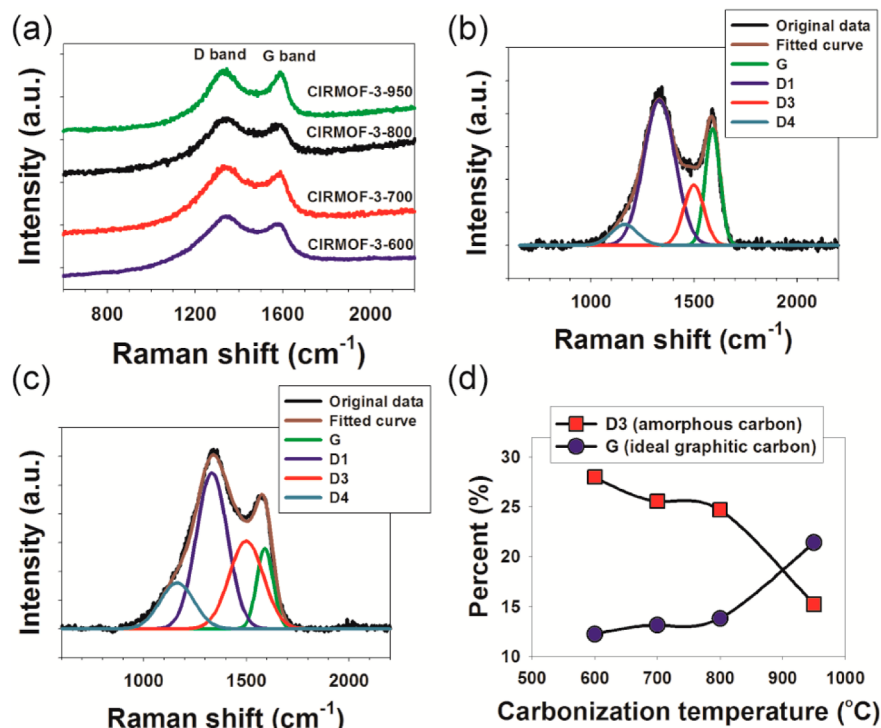 (a)
D band
G band
CIRMOF-3-950
CIRMOF-3-800
CIRMOF-3-700
CIRMOF-3-600
Intensity (a.u.)
800 1200 1600 2000
Raman shift (cm-1)
(b)
Original data
Fitted curve
G
D1
D3
D4
Intensity (a.u.)
1000 1500 2000
Raman shift (cm-1)
(c)
Original data
Fitted curve
G
D1
D3
D4
Intensity (a.u.)
1000 1500 2000
Raman shift (cm-1)
(d)
D3 (amorphous carbon)
G (ideal graphitic carbon)
Percent (%)
30
25
20
15
10
500 600 700 800 900 1000
Carbonization temperature (°C)